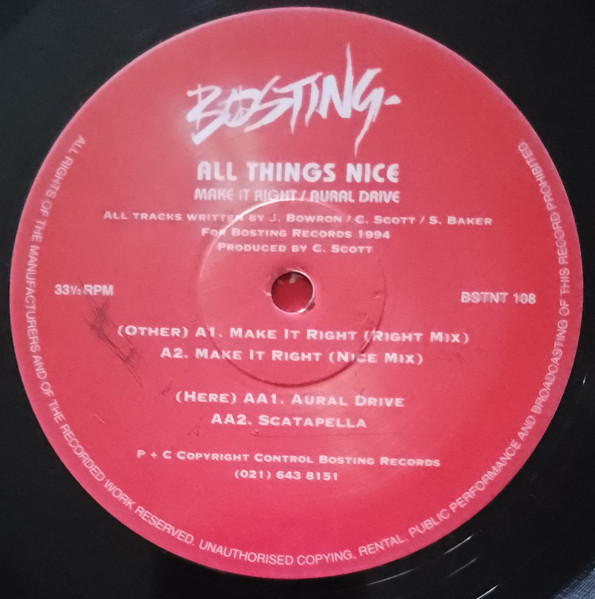 BOSTING-
ALL THINGS NICE
MAKE IT RIGHT / AURAL DRIVE
ALL TRACKS WRITTEN BY J. BOWRON / C. SCOTT / S. BAKER
FOR BOSTING RECORDS 1994
PRODUCED BY C. SCOTT
33⅓ RPM
BSTNT 108
(OTHER) A1. MAKE IT RIGHT (RIGHT MIX)
A2. MAKE IT RIGHT (NICE MIX)
(HERE) AA1. AURAL DRIVE
AA2. SCATAPELLA
P + C COPYRIGHT CONTROL BOSTING RECORDS
(021) 643 8151
ALL RIGHTS OF THE MANUFACTURERS AND OF THE RECORDED WORK RESERVED. UNAUTHORISED COPYING. RENTAL. PUBLIC PERFORMANCE AND BROADCASTING OF THIS RECORD PROHIBITED.